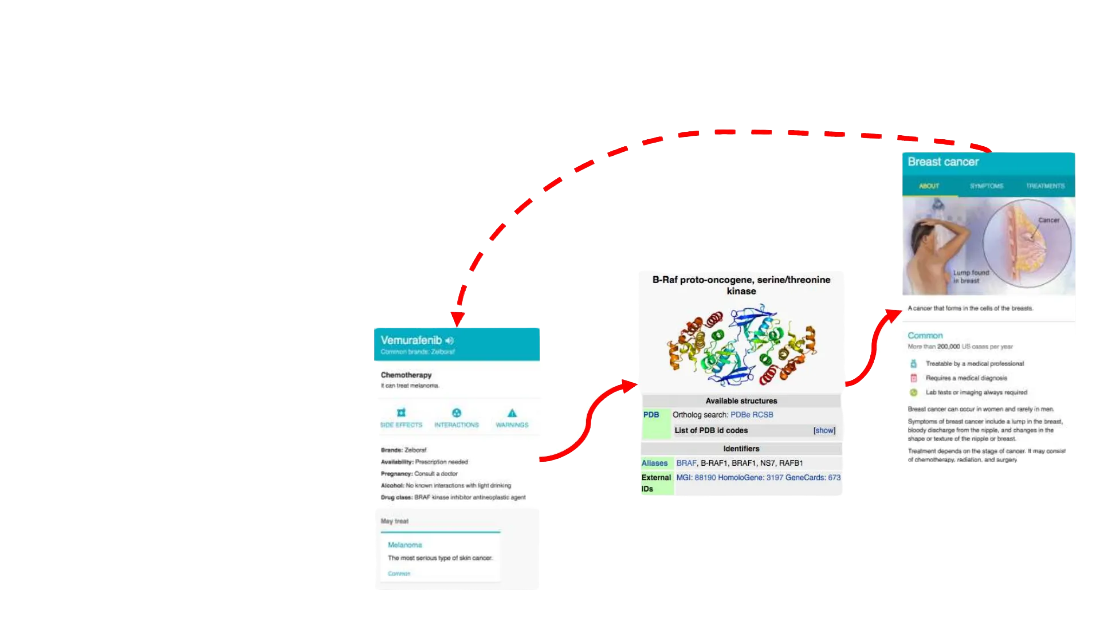 Vemurafenib
Common brands: Zelboraf
Chemotherapy
It can treat melanoma.
SIDE EFFECTS INTERACTIONS WARNINGS
Brands: Zelboraf
Availability: Prescription needed
Pregnancy: Consult a doctor
Alcohol: No known interactions with light drinking
Drug class: BRAF kinase inhibitor antineoplastic agent
May treat
Melanoma
The most serious type of skin cancer.
Common
B-Raf proto-oncogene, serine/threonine
kinase
Available structures
PDB Ortholog search: PDBe RCSB
List of PDB id codes [show]
Identifiers
Aliases BRAF, B-RAF1, BRAF1, NS7, RAFB1
External MGI: 88190 HomoloGene: 3197 GeneCards: 673
IDs
Breast cancer
ABOUT SYMPTOMS TREATMENTS
Cancer
Lump found
in breast
A cancer that forms in the cells of the breasts.
Common
More than 200,000 US cases per year
Treatable by a medical professional
Requires a medical diagnosis
Lab tests or imaging always required
Breast cancer can occur in women and rarely in men.
Symptoms of breast cancer include a lump in the breast,
bloody discharge from the nipple, and changes in the
shape or texture of the nipple or breast.
Treatment depends on the stage of cancer. It may consist
of chemotherapy, radiation, and surgery